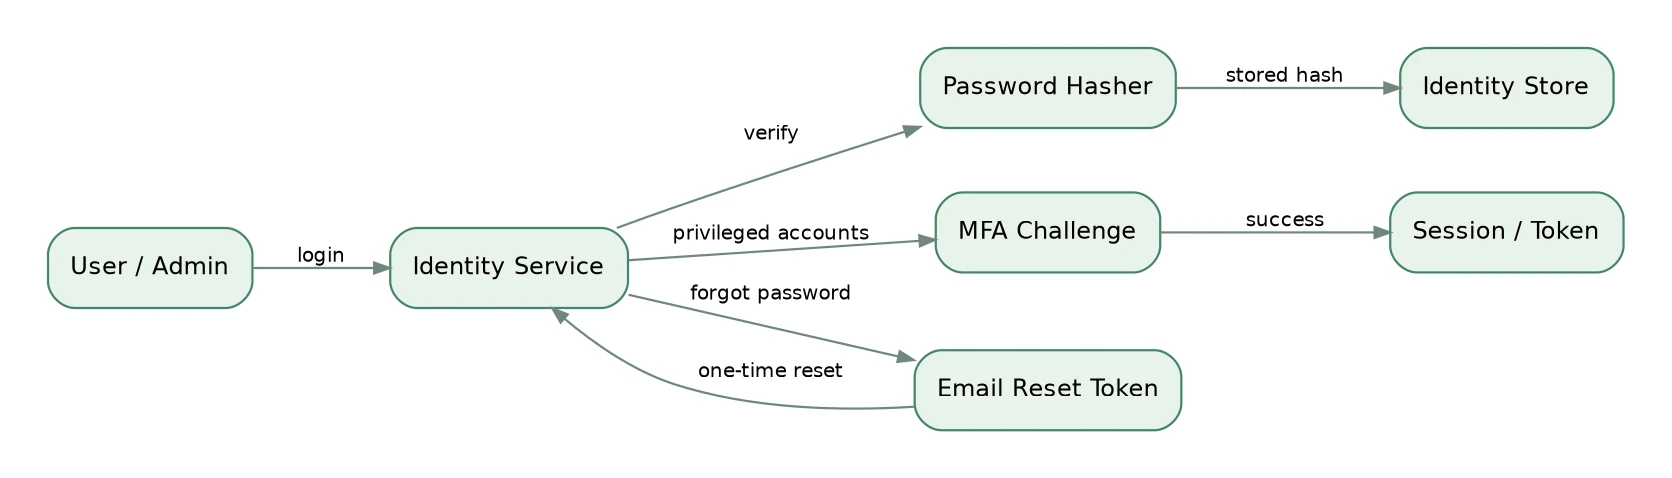 User / Admin
login
Identity Service
verify
privileged accounts
forgot password
one-time reset
Password Hasher
stored hash
Identity Store
MFA Challenge
success
Session / Token
Email Reset Token